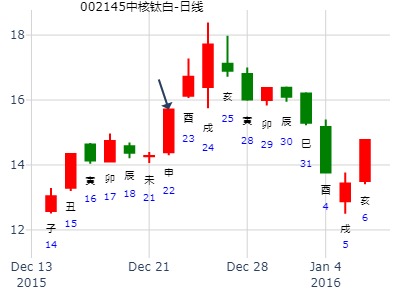 002145中核钛白-日线
18
16
14
12
子
14
丑
15
寅
16
卯
17
辰
18
未
21
申
22
酉
23
戌
24
亥
25
寅
28
卯
29
辰
30
巳
31
酉
4
戌
5
亥
6
Dec 13
2015
Dec 21
Dec 28
Jan 4
2016